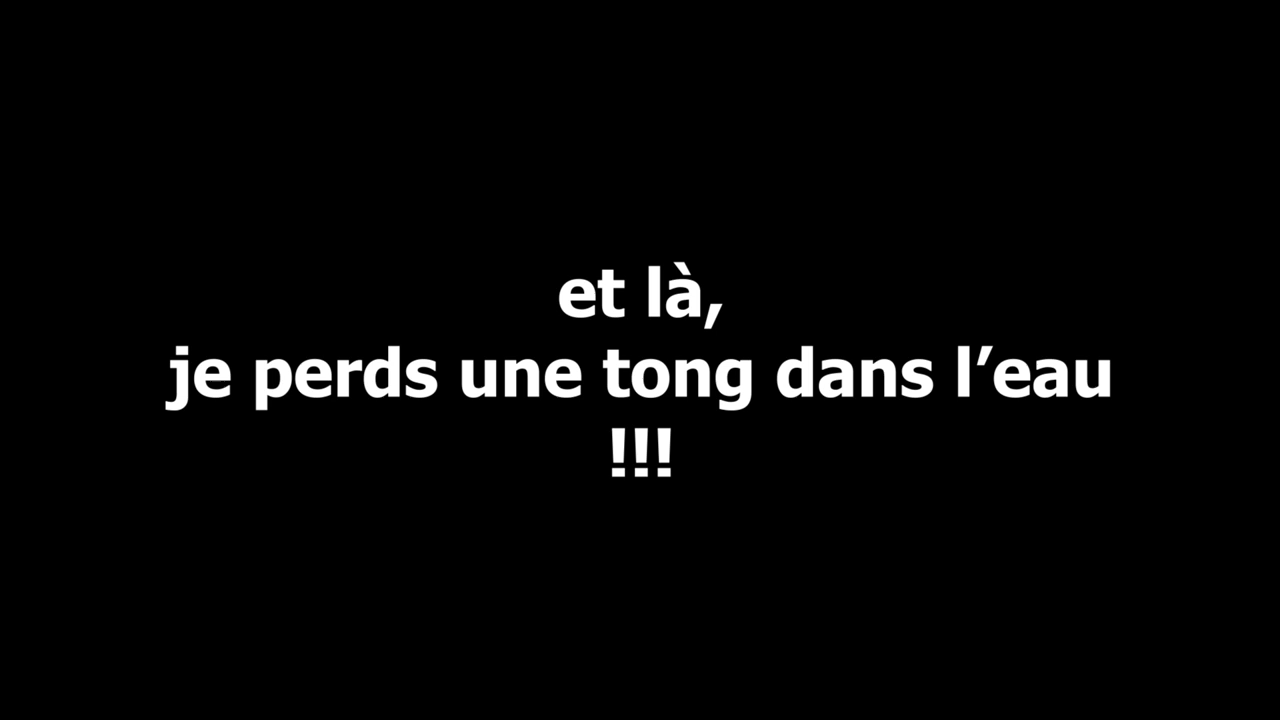 et là,
je perds une tong dans l’eau
!!!